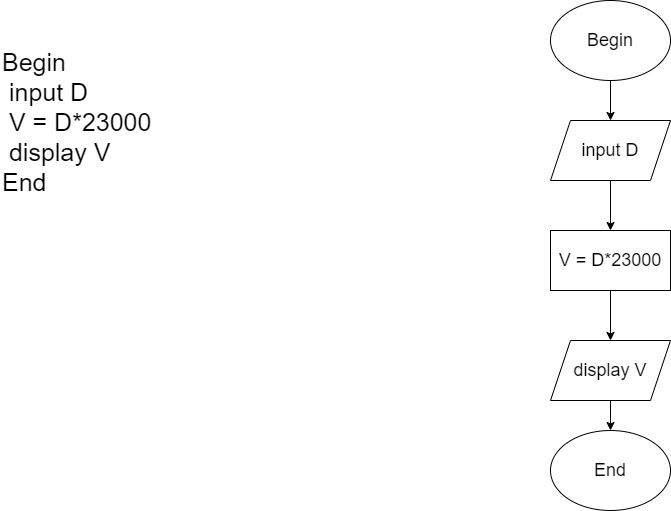 Begin
input D
V = D*23000
display V
End
Begin
input D
V = D*23000
display V
End